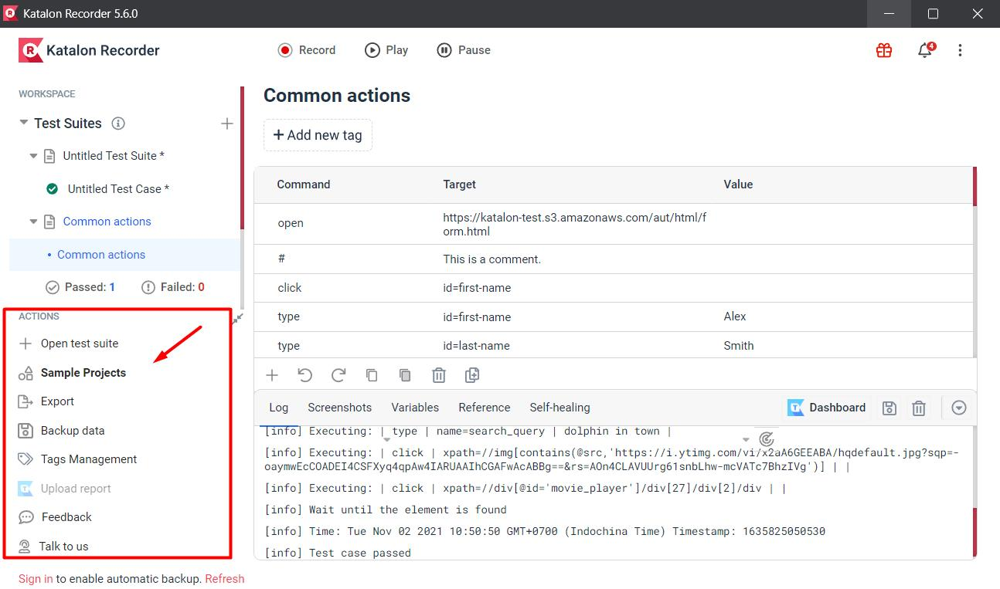 Katalon Recorder 5.6.0
Katalon Recorder
Record
Play
Pause
4
WORKSPACE
Test Suites
Untitled Test Suite *
Untitled Test Case *
Common actions
Common actions
Passed: 1
Failed: 0
ACTIONS
Open test suite
Sample Projects
Export
Backup data
Tags Management
Upload report
Feedback
Talk to us
Sign in to enable automatic backup. Refresh
Common actions
+ Add new tag
Command Target Value
open https://katalon-test.s3.amazonaws.com/aut/html/f
orm.html
# This is a comment.
click id=first-name
type id=first-name Alex
type id=last-name Smith
Log Screenshots Variables Reference Self-healing Dashboard
[info] Executing: | type | name=search_query | dolphin in town |
[info] Executing: | click | xpath=//img[contains(@src,'https://i.ytimg.com/vi/x2aA6GEEABA/hqdefault.jpg?sqp=-
oaymwEcCOADEI4CSFXyq4qpAw4IARUAAIhCGAFwAcABBg==&rs=AOn4CLAVUUrg61snbLhw-mcVATc7BhzIVg')] | |
[info] Executing: | click | xpath=//div[@id='movie_player']/div[27]/div[2]/div | |
[info] Wait until the element is found
[info] Time: Tue Nov 02 2021 10:50:50 GMT+0700 (Indochina Time) Timestamp: 1635825050530
[info] Test case passed